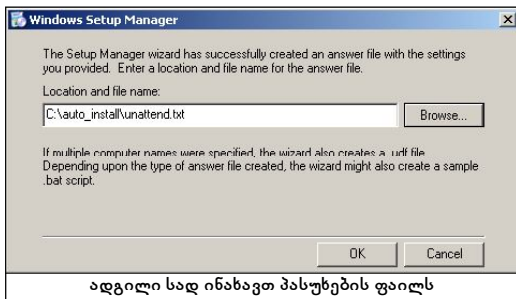 Windows Setup Manager
The Setup Manager wizard has successfully created an answer file with the settings
you provided. Enter a location and file name for the answer file.
Location and file name:
C:\auto_install\unattend.txt
Browse...
If multiple computer names were specified, the wizard also creates a .udf file.
Depending upon the type of answer file created, the wizard might also create a sample
.bat script.
OK Cancel
ადგილი სად ინახავთ პასუხების ფაილს